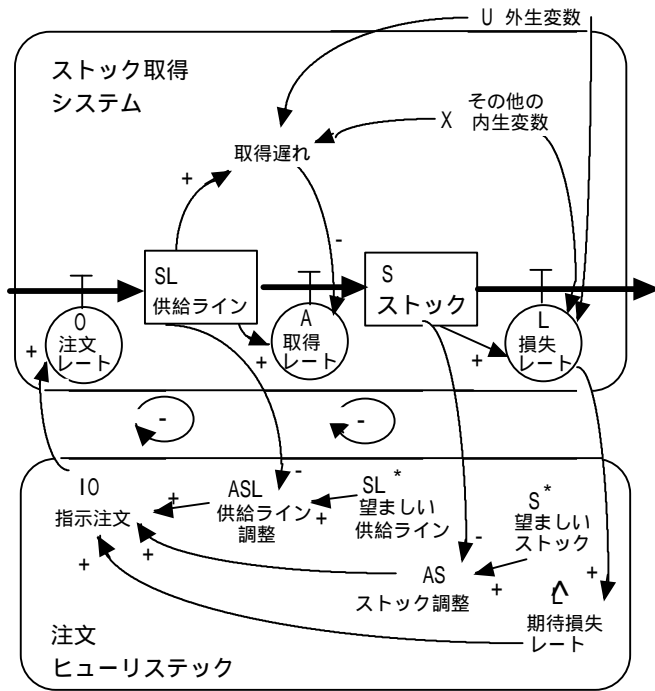 U 外生変数
ストック取得
システム
その他の
X 内生変数
取得遅れ
+
-
SL
供給ライン
S
ストック
O
注文
レート
+
A
取得
レート
+
L
損失
レート
+
-
-
IO
指示注文
+
ASL
供給ライン
調整
-
+
SL*
望ましい
供給ライン
S*
望ましい
ストック
-
+
+
AS
ストック調整
+
+
^
L
期待損失
レート
注文
ヒューリステック